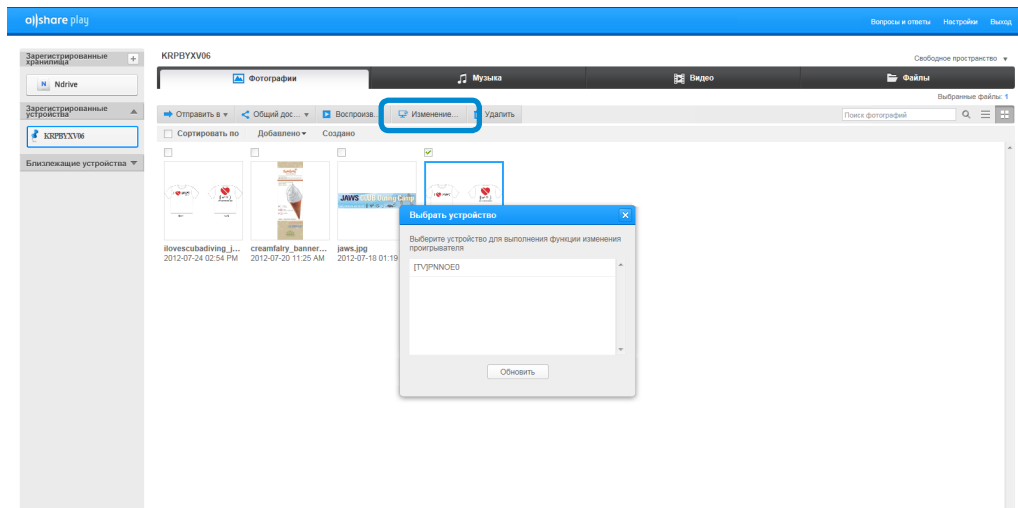 allshare play
Вопросы и ответы Настройки Выход
Зарегистрированные хранилища
+
N Ndrive
Зарегистрированные устройства
KRPBYXV06
Близлежащие устройства
KRPBYXV06
Свободное пространство
Фотографии
Музыка
Видео
Файлы
Выбранные файлы: 1
Отправить в
Общий дос...
Воспроизв...
Изменение...
Удалить
Поиск фотографий
Сортировать по Добавлено Создано
JAWS
ilovescubadiving_j...
2012-07-24 02:54 PM
creamfalry_banner...
2012-07-20 11:25 AM
jaws.jpg
2012-07-18 01:19
Выбрать устройство
Выберите устройство для выполнения функции изменения
проигрывателя
[TV]PNNOE0
Обновить